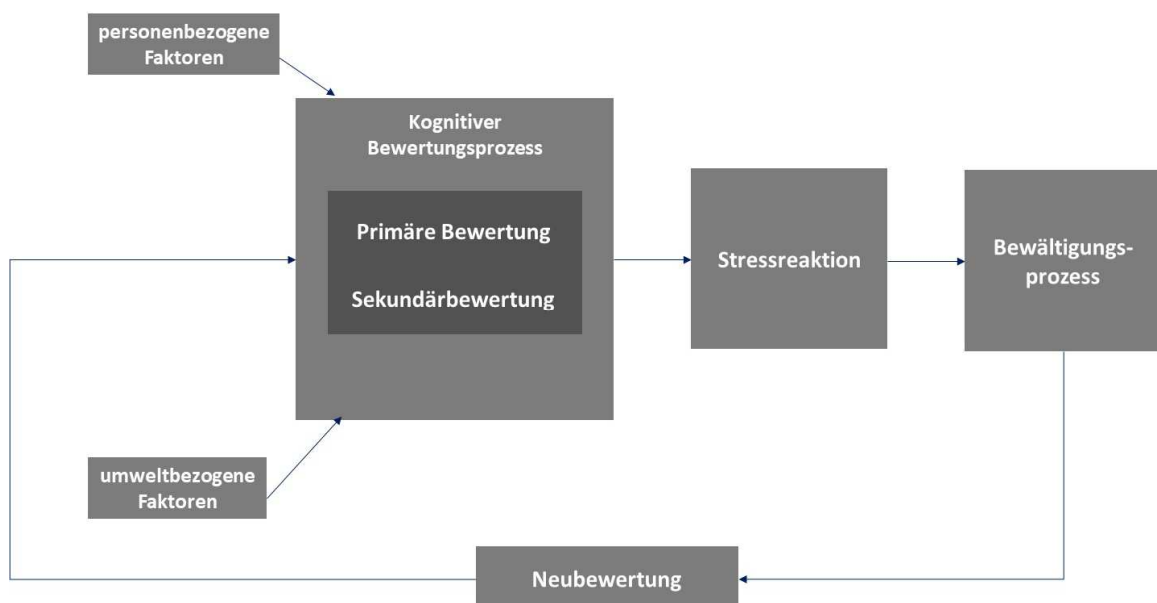 personenbezogene
Faktoren
Kognitiver
Bewertungsprozess
Primäre Bewertung
Sekundärbewertung
Stressreaktion
Bewältigungs-
prozess
umweltbezogene
Faktoren
Neubewertung